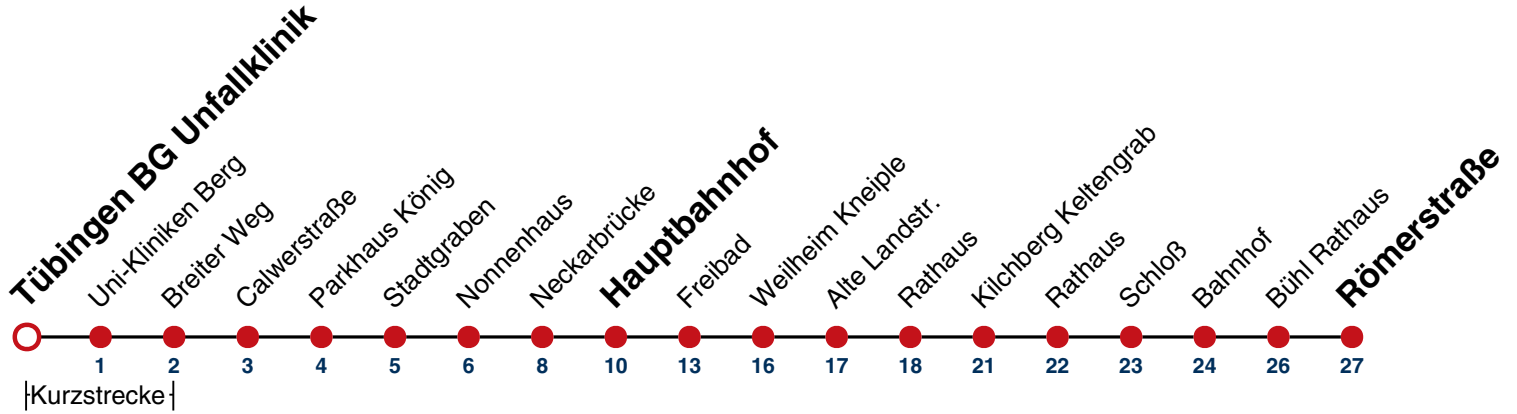 Tübingen BG Unfallklinik
Uni-Kliniken Berg
Breiter Weg
Calwerstraße
Parkhaus König
Stadtgraben
Nonnenhaus
Neckarbrücke
Hauptbahnhof
Freibad
Weilheim Kneiple
Alte Landstr.
Rathaus
Kilchberg Keltengrab
Rathaus
Schloß
Bahnhof
Bühl Rathaus
Römerstraße
1 2 3 4 5 6 8 10 13 16 17 18 21 22 23 24 26 27
Kurzstrecke